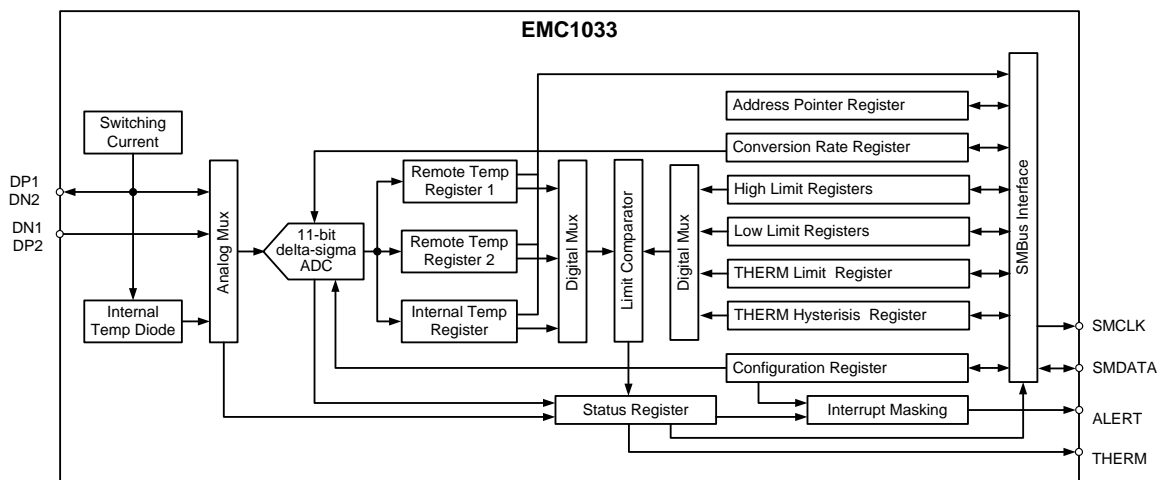 EMC1033
Switching
Current
DP1
DN2
DN1
DP2
Analog Mux
Internal
Temp Diode
11-bit
delta-sigma
ADC
Remote Temp
Register 1
Remote Temp
Register 2
Internal Temp
Register
Digital Mux
Limit Comparator
Digital Mux
Address Pointer Register
Conversion Rate Register
High Limit Registers
Low Limit Registers
THERM Limit  Register
THERM Hysterisis  Register
Configuration Register
Status Register
Interrupt Masking
SMBus Interface
SMCLK
SMDATA
ALERT
THERM